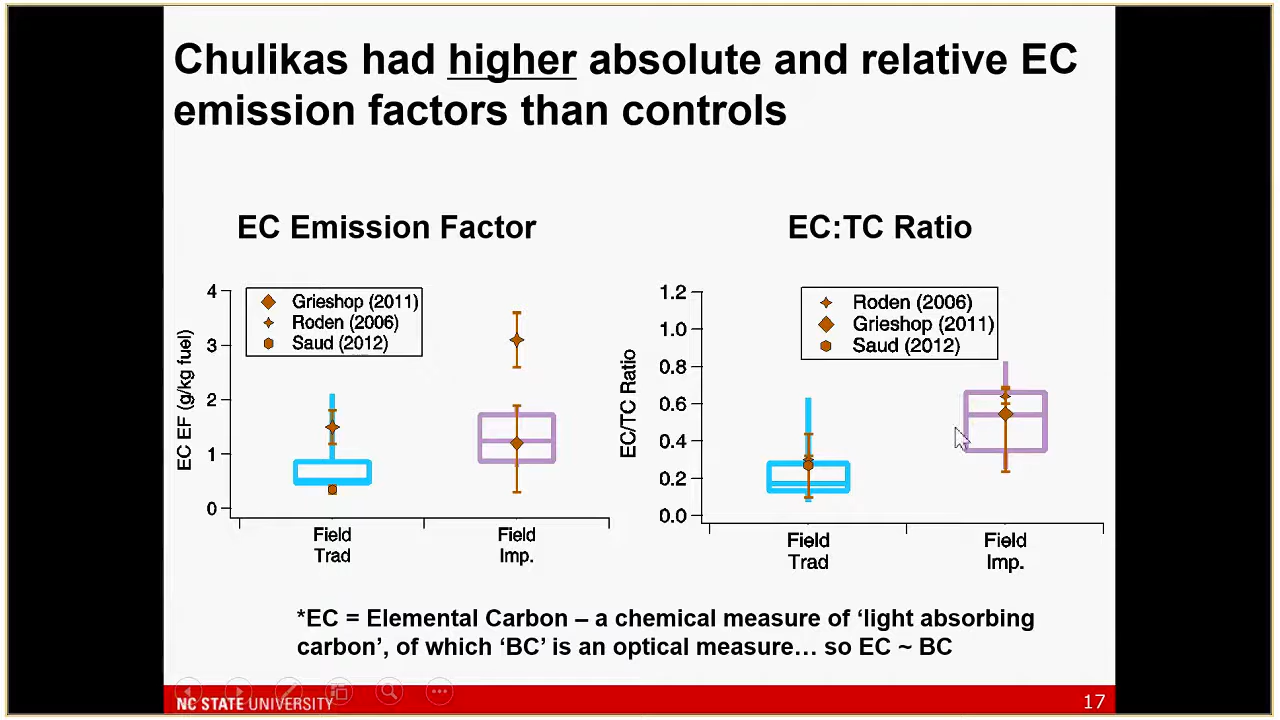 Chulikas had higher absolute and relative EC
emission factors than controls
EC Emission Factor
EC:TC Ratio
EC EF (g/kg fuel)
4
3
2
1
0
Grieshop (2011)
Roden (2006)
Saud (2012)
Field
Trad
Field
Imp.
EC/TC Ratio
1.2
1.0
0.8
0.6
0.4
0.2
0.0
Roden (2006)
Grieshop (2011)
Saud (2012)
Field
Trad
Field
Imp.
*EC = Elemental Carbon – a chemical measure of ‘light absorbing
carbon’, of which ‘BC’ is an optical measure… so EC ~ BC
NC STATE UNIVERSITY
17